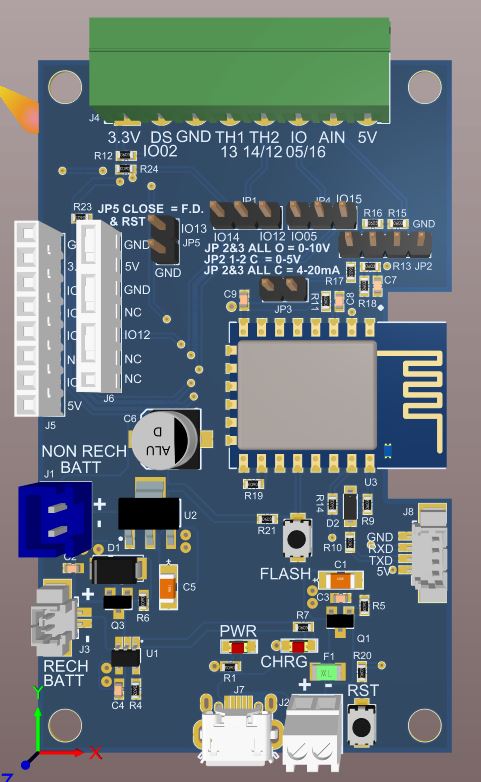 J4
3.3V DS GND TH1 TH2 IO AIN 5V
IO02 13 14/12 05/16
R12
R24
R23
JP5 CLOSE = F.D.
& RST
JP1
JP4
IO15
IO13
JP5
GND
IO14
IO12
IO05
R16 R15 GND
JP 2&3 ALL O = 0-10V
JP2 1-2 C = 0-5V
JP 2&3 ALL C = 4-20mA
R13 JP2
R17
R18
C7
GND
5V
GND
NC
IO12
NC
NC
J6
5V
J5
C9
JP3
R11
C8
C6
ALU
D
NON RECH
BATT
J1
+
-
U2
U3
R19
R21
R14
D2
R9
R10
J8
GND
RXD
TXD
5V
FLASH
D1
C2
C5
C1
C3
R5
+
Q3
R6
J3
-
RECH
BATT
U1
C4 R4
R7
Q1
PWR
CHRG
R1
F1
R20
+ -
RST
J7
J2
Y
X
Z